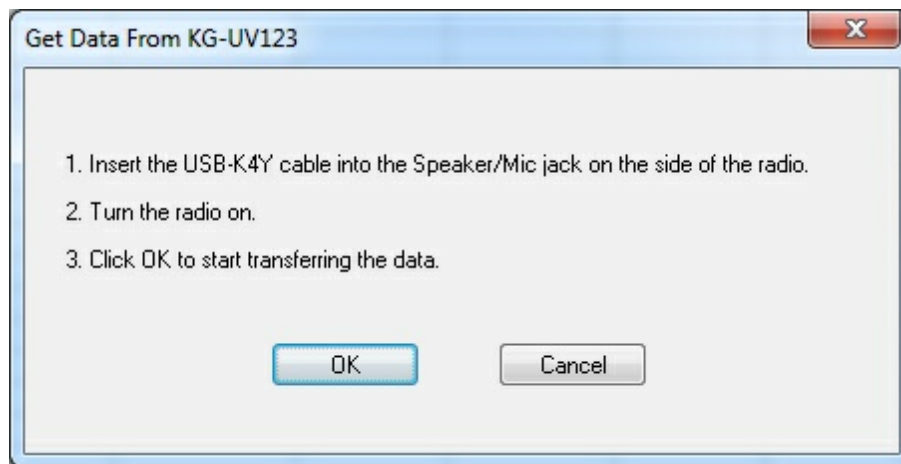 Get Data From KG-UV123
1. Insert the USB-K4Y cable into the Speaker/Mic jack on the side of the radio.
2. Turn the radio on.
3. Click OK to start transferring the data.
OK
Cancel